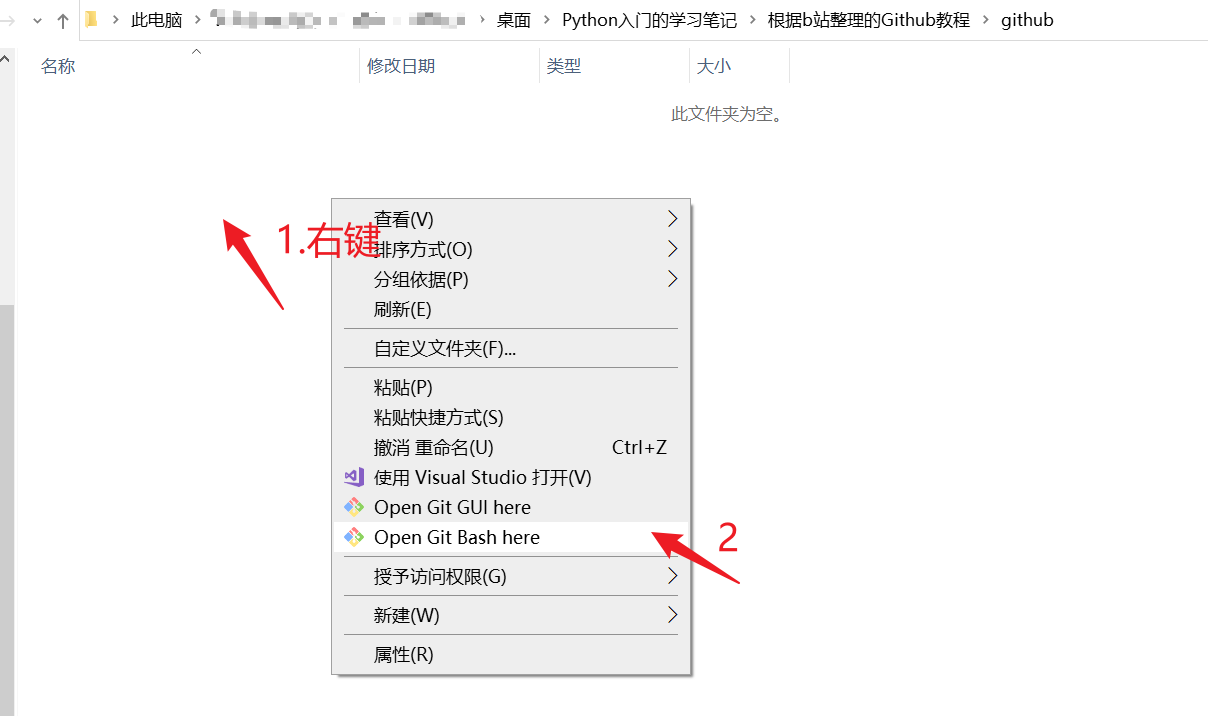 此电脑 桌面 Python入门的学习笔记 根据b站整理的Github教程 github
名称 修改日期 类型 大小
此文件夹为空。
查看(V)
1.右键
排序方式(O)
分组依据(P)
刷新(E)
自定义文件夹(F)...
粘贴(P)
粘贴快捷方式(S)
撤消 重命名(U) Ctrl+Z
使用 Visual Studio 打开(V)
Open Git GUI here
Open Git Bash here
2
授予访问权限(G)
新建(W)
属性(R)